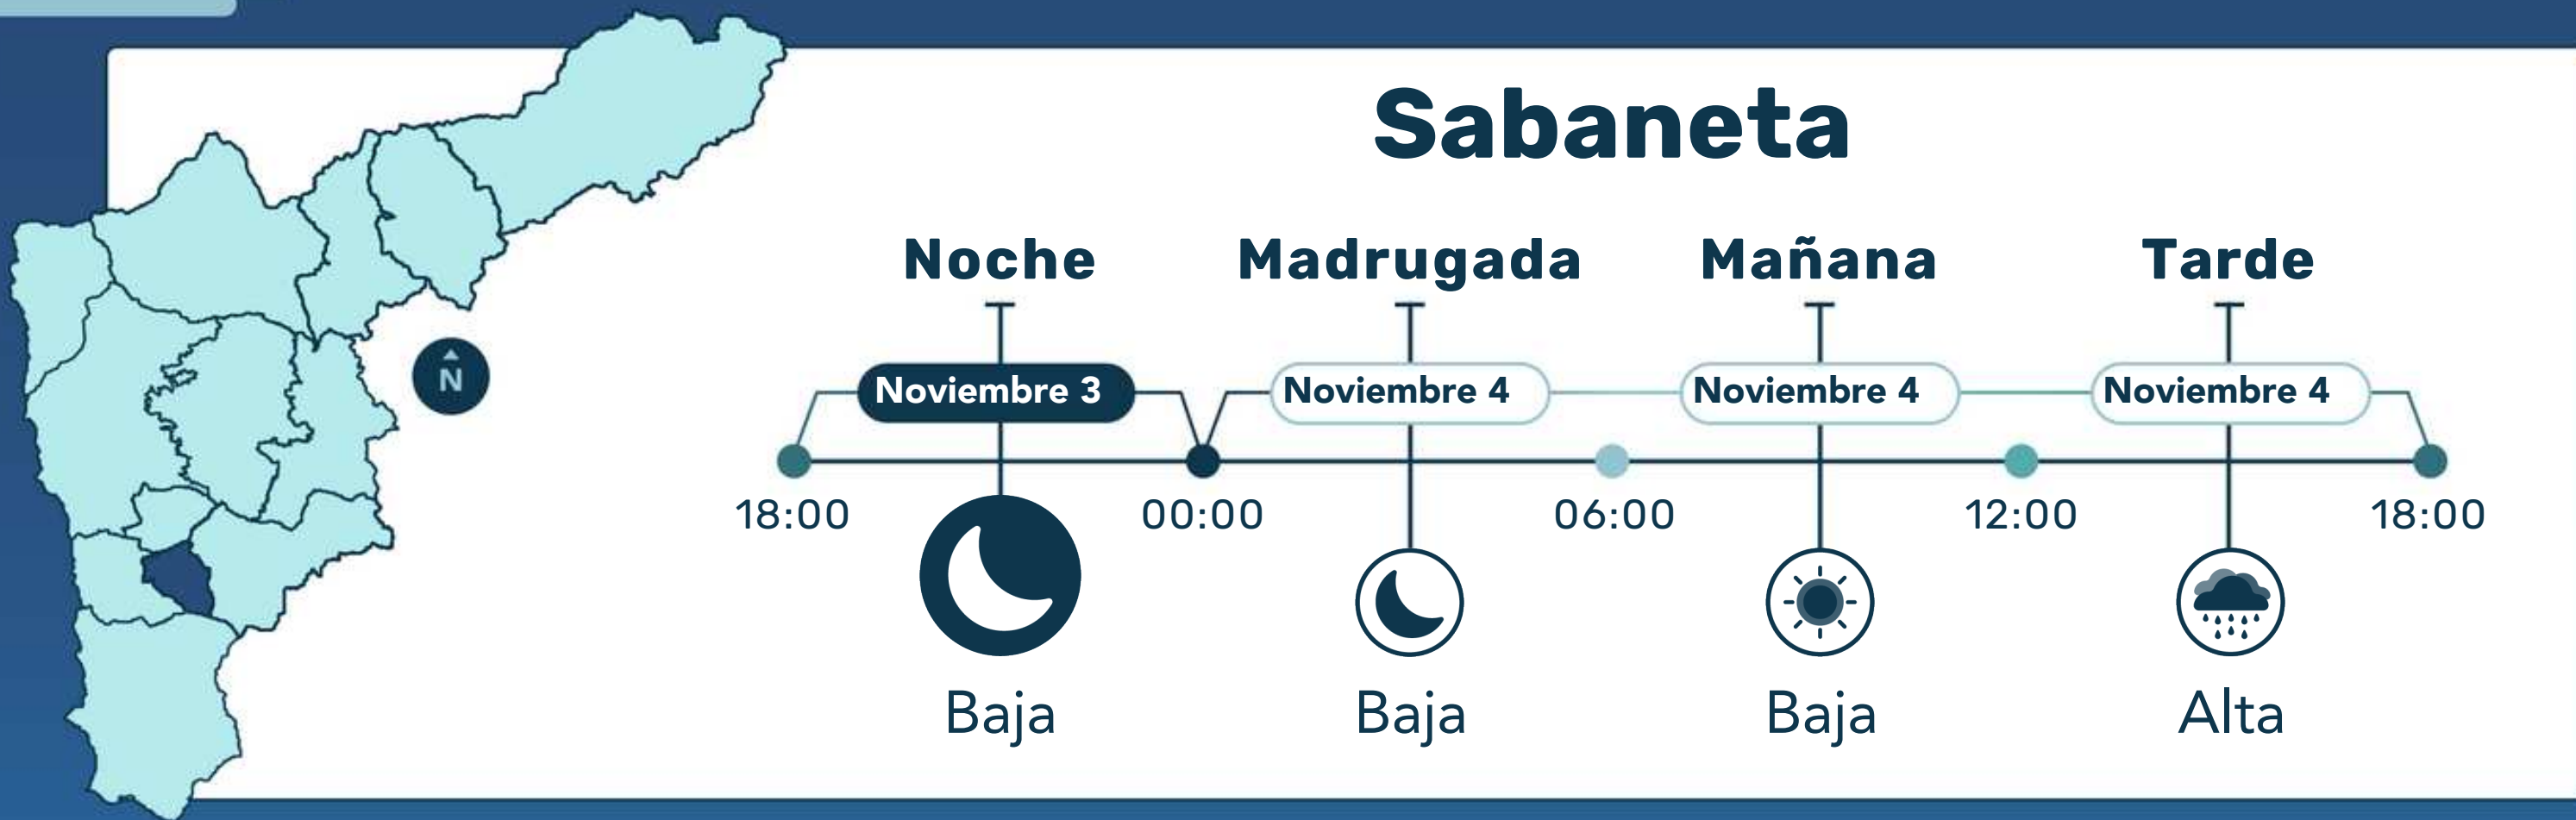 Sabaneta
Noche Madrugada Mañana Tarde
N
Noviembre 3 Noviembre 4 Noviembre 4 Noviembre 4
18:00 00:00 06:00 12:00 18:00
Baja Baja Baja Alta